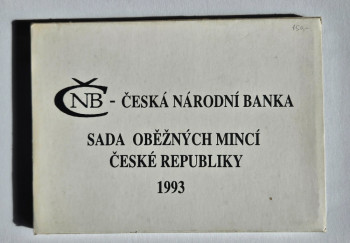 ČNB - ČESKÁ NÁRODNÍ BANKA
SADA OBĚŽNÝCH MINCÍ
ČESKÉ REPUBLIKY
1993